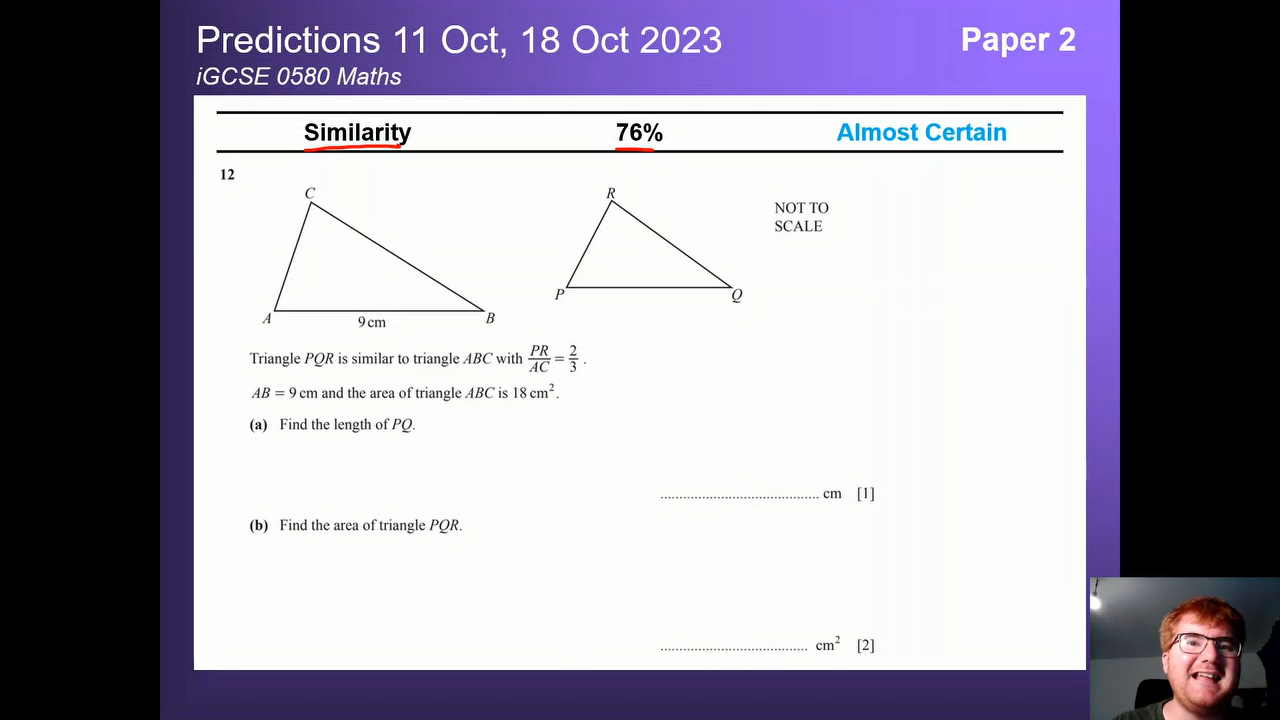 Predictions 11 Oct, 18 Oct 2023
Paper 2
iGCSE 0580 Maths
Similarity 76% Almost Certain
12
C
R
NOT TO
SCALE
P
Q
A
B
9 cm
Triangle PQR is similar to triangle ABC with PR/AC = 2/3 .
AB = 9 cm and the area of triangle ABC is 18 cm².
(a) Find the length of PQ.
.......................................... cm [1]
(b) Find the area of triangle PQR.
....................................... cm² [2]